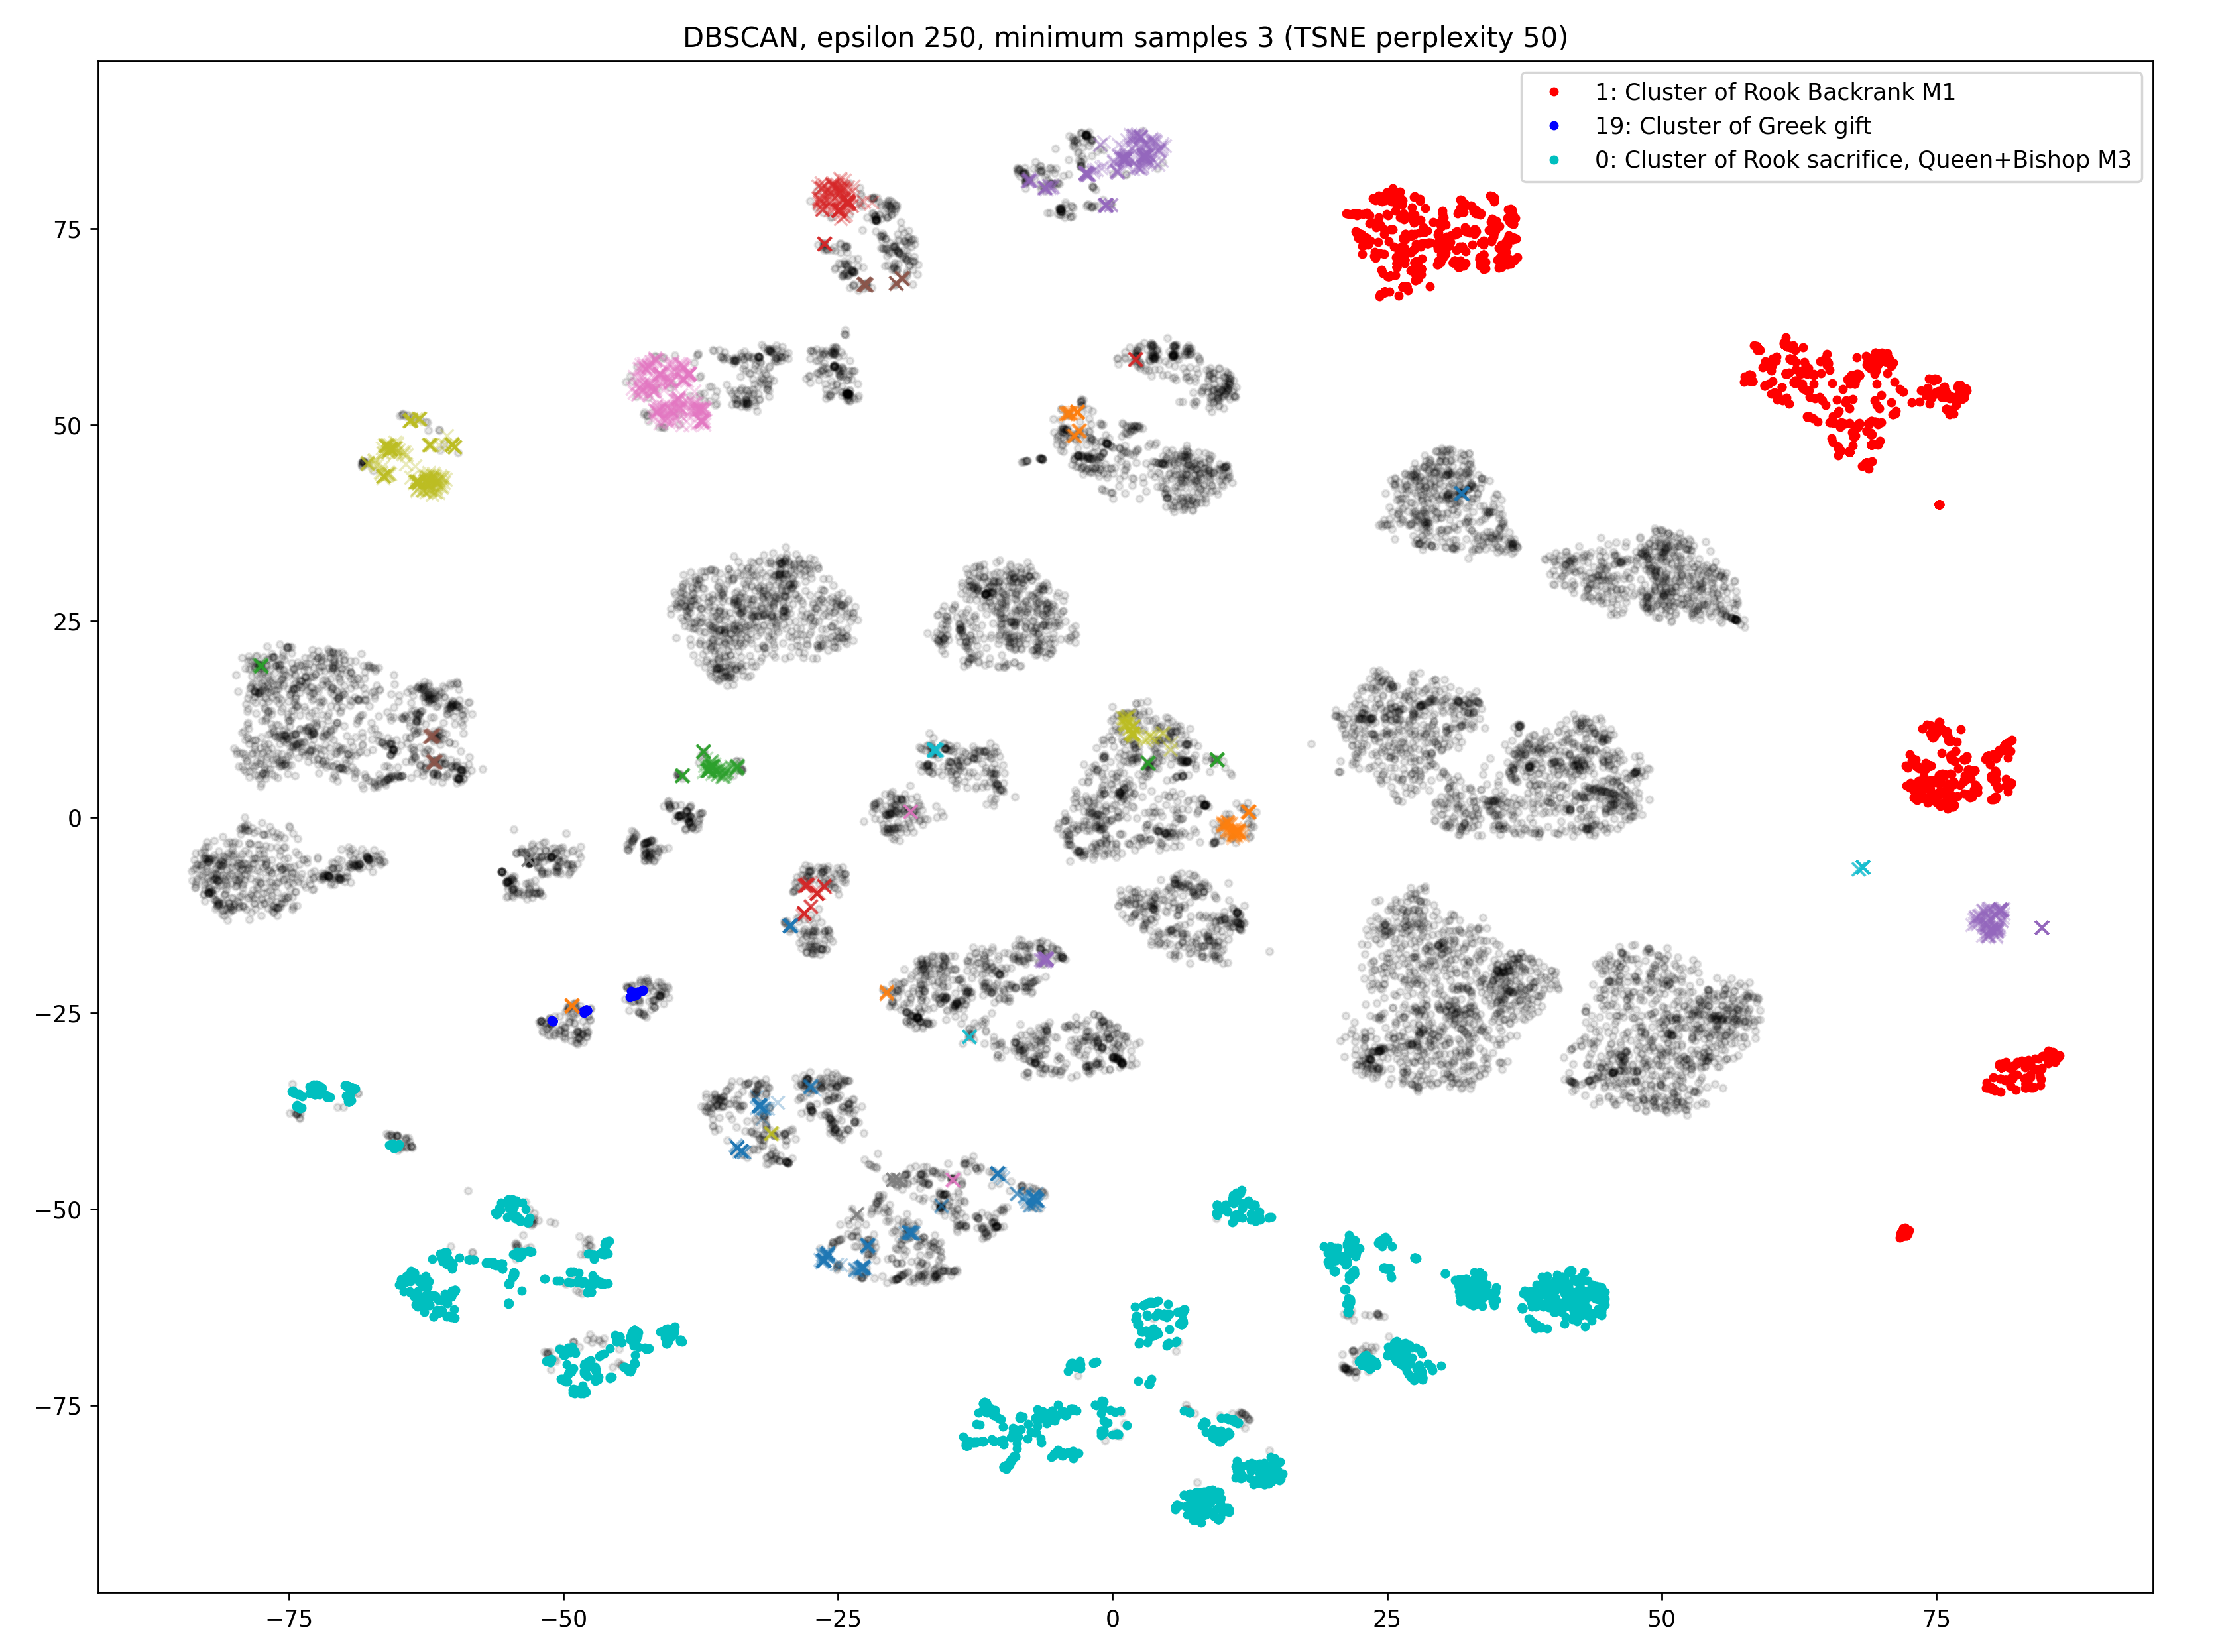 DBSCAN, epsilon 250, minimum samples 3 (TSNE perplexity 50)
1: Cluster of Rook Backrank M1
19: Cluster of Greek gift
0: Cluster of Rook sacrifice, Queen+Bishop M3
75
50
25
0
−25
−50
−75
−75 −50 −25 0 25 50 75